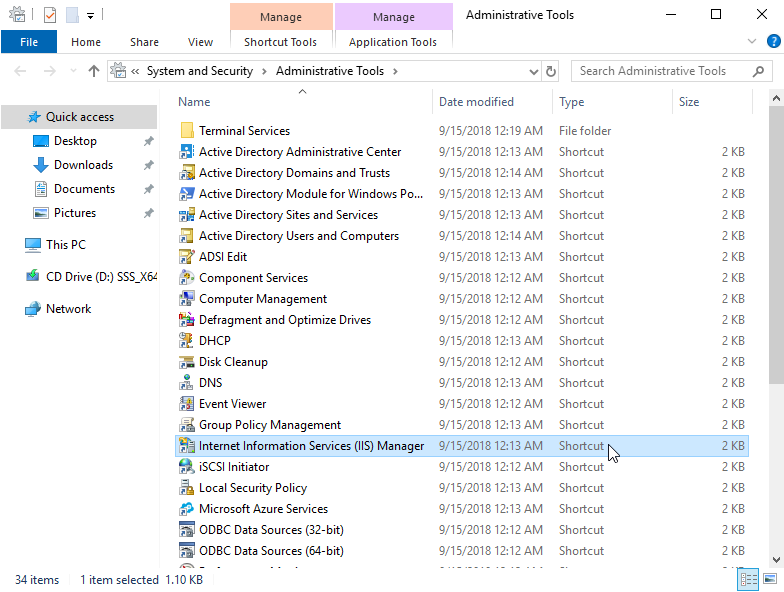 Manage Manage Administrative Tools
File Home Share View Shortcut Tools Application Tools
« System and Security > Administrative Tools > Search Administrative Tools
Name Date modified Type Size
Quick access
Desktop
Downloads
Documents
Pictures
This PC
CD Drive (D:) SSS_X64
Network
Terminal Services 9/15/2018 12:19 AM File folder
Active Directory Administrative Center 9/15/2018 12:13 AM Shortcut 2 KB
Active Directory Domains and Trusts 9/15/2018 12:14 AM Shortcut 2 KB
Active Directory Module for Windows Po... 9/15/2018 12:13 AM Shortcut 2 KB
Active Directory Sites and Services 9/15/2018 12:13 AM Shortcut 2 KB
Active Directory Users and Computers 9/15/2018 12:14 AM Shortcut 2 KB
ADSI Edit 9/15/2018 12:13 AM Shortcut 2 KB
Component Services 9/15/2018 12:12 AM Shortcut 2 KB
Computer Management 9/15/2018 12:12 AM Shortcut 2 KB
Defragment and Optimize Drives 9/15/2018 12:12 AM Shortcut 2 KB
DHCP 9/15/2018 12:13 AM Shortcut 2 KB
Disk Cleanup 9/15/2018 12:12 AM Shortcut 2 KB
DNS 9/15/2018 12:13 AM Shortcut 2 KB
Event Viewer 9/15/2018 12:12 AM Shortcut 2 KB
Group Policy Management 9/15/2018 12:13 AM Shortcut 2 KB
Internet Information Services (IIS) Manager 9/15/2018 12:13 AM Shortcut 2 KB
iSCSI Initiator 9/15/2018 12:12 AM Shortcut 2 KB
Local Security Policy 9/15/2018 12:13 AM Shortcut 2 KB
Microsoft Azure Services 9/15/2018 12:13 AM Shortcut 2 KB
ODBC Data Sources (32-bit) 9/15/2018 12:12 AM Shortcut 2 KB
ODBC Data Sources (64-bit) 9/15/2018 12:12 AM Shortcut 2 KB
34 items 1 item selected 1.10 KB